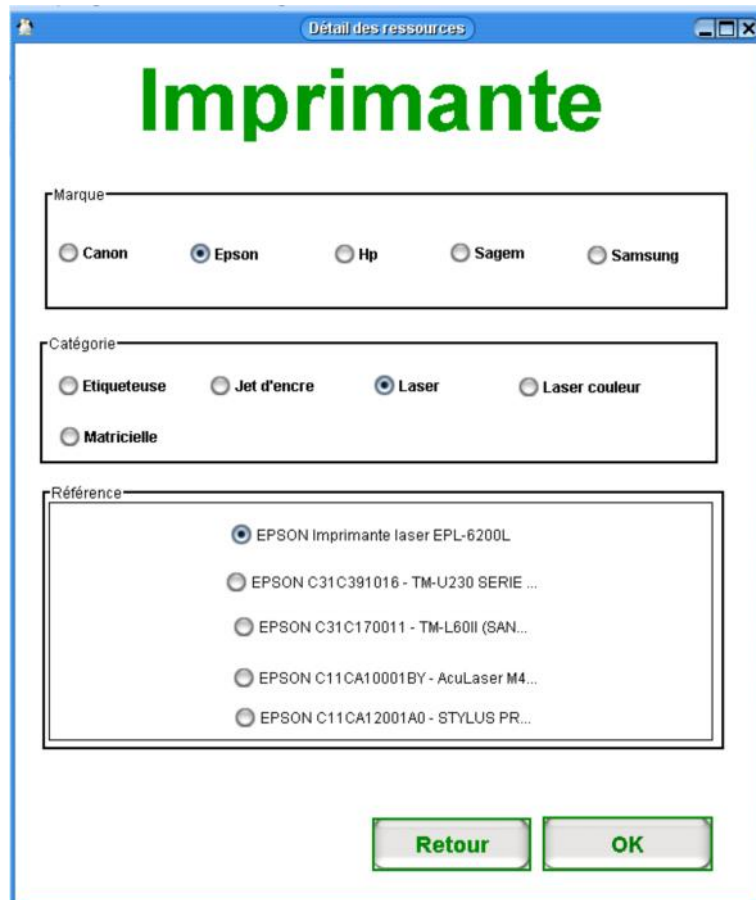 Détail des ressources
Imprimante
Marque
Canon Epson Hp Sagem Samsung
Catégorie
Etiqueteuse Jet d'encre Laser Laser couleur
Matricielle
Référence
EPSON Imprimante laser EPL-6200L
EPSON C31C391016 - TM-U230 SERIE ...
EPSON C31C170011 - TM-L60II (SAN...
EPSON C11CA10001BY - AcuLaser M4...
EPSON C11CA12001A0 - STYLUS PR...
Retour OK